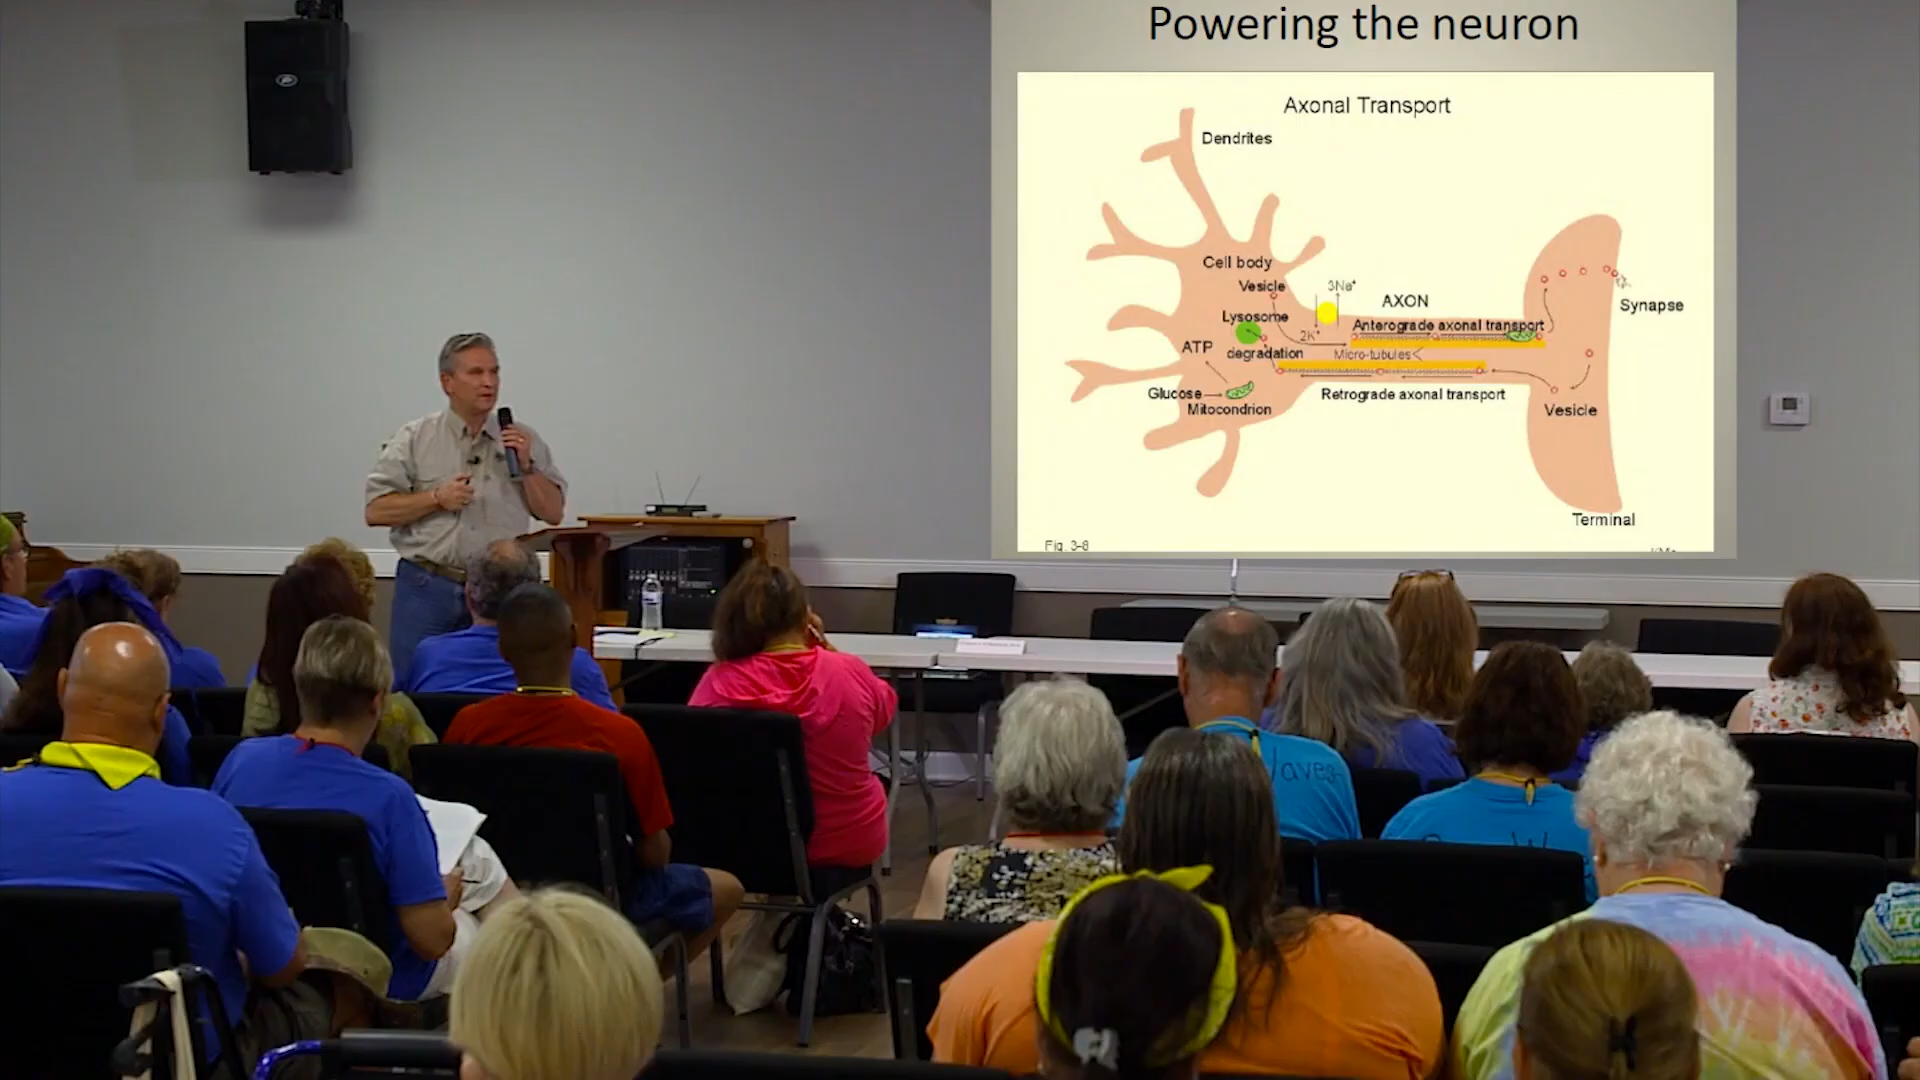 Powering the neuron
Axonal Transport
Dendrites
Cell body
Vesicle
3Na⁺
AXON
Synapse
Lysosome
Anterograde axonal transport
2K⁺
ATP
degradation
Micro-tubules
Glucose
Retrograde axonal transport
Mitocondrion
Vesicle
Terminal
Fig. 3-8